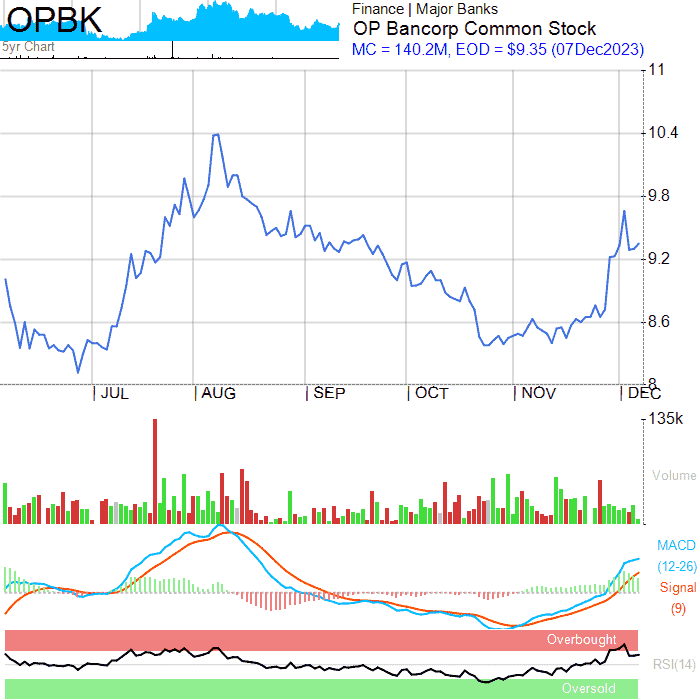 OPBK
5yr Chart
Finance | Major Banks
OP Bancorp Common Stock
MC = 140.2M, EOD = $9.35 (07Dec2023)
11
10.4
9.8
9.2
8.6
8
JUL AUG SEP OCT NOV DEC
135k
Volume
MACD
(12-26)
Signal
(9)
Overbought
RSI(14)
Oversold